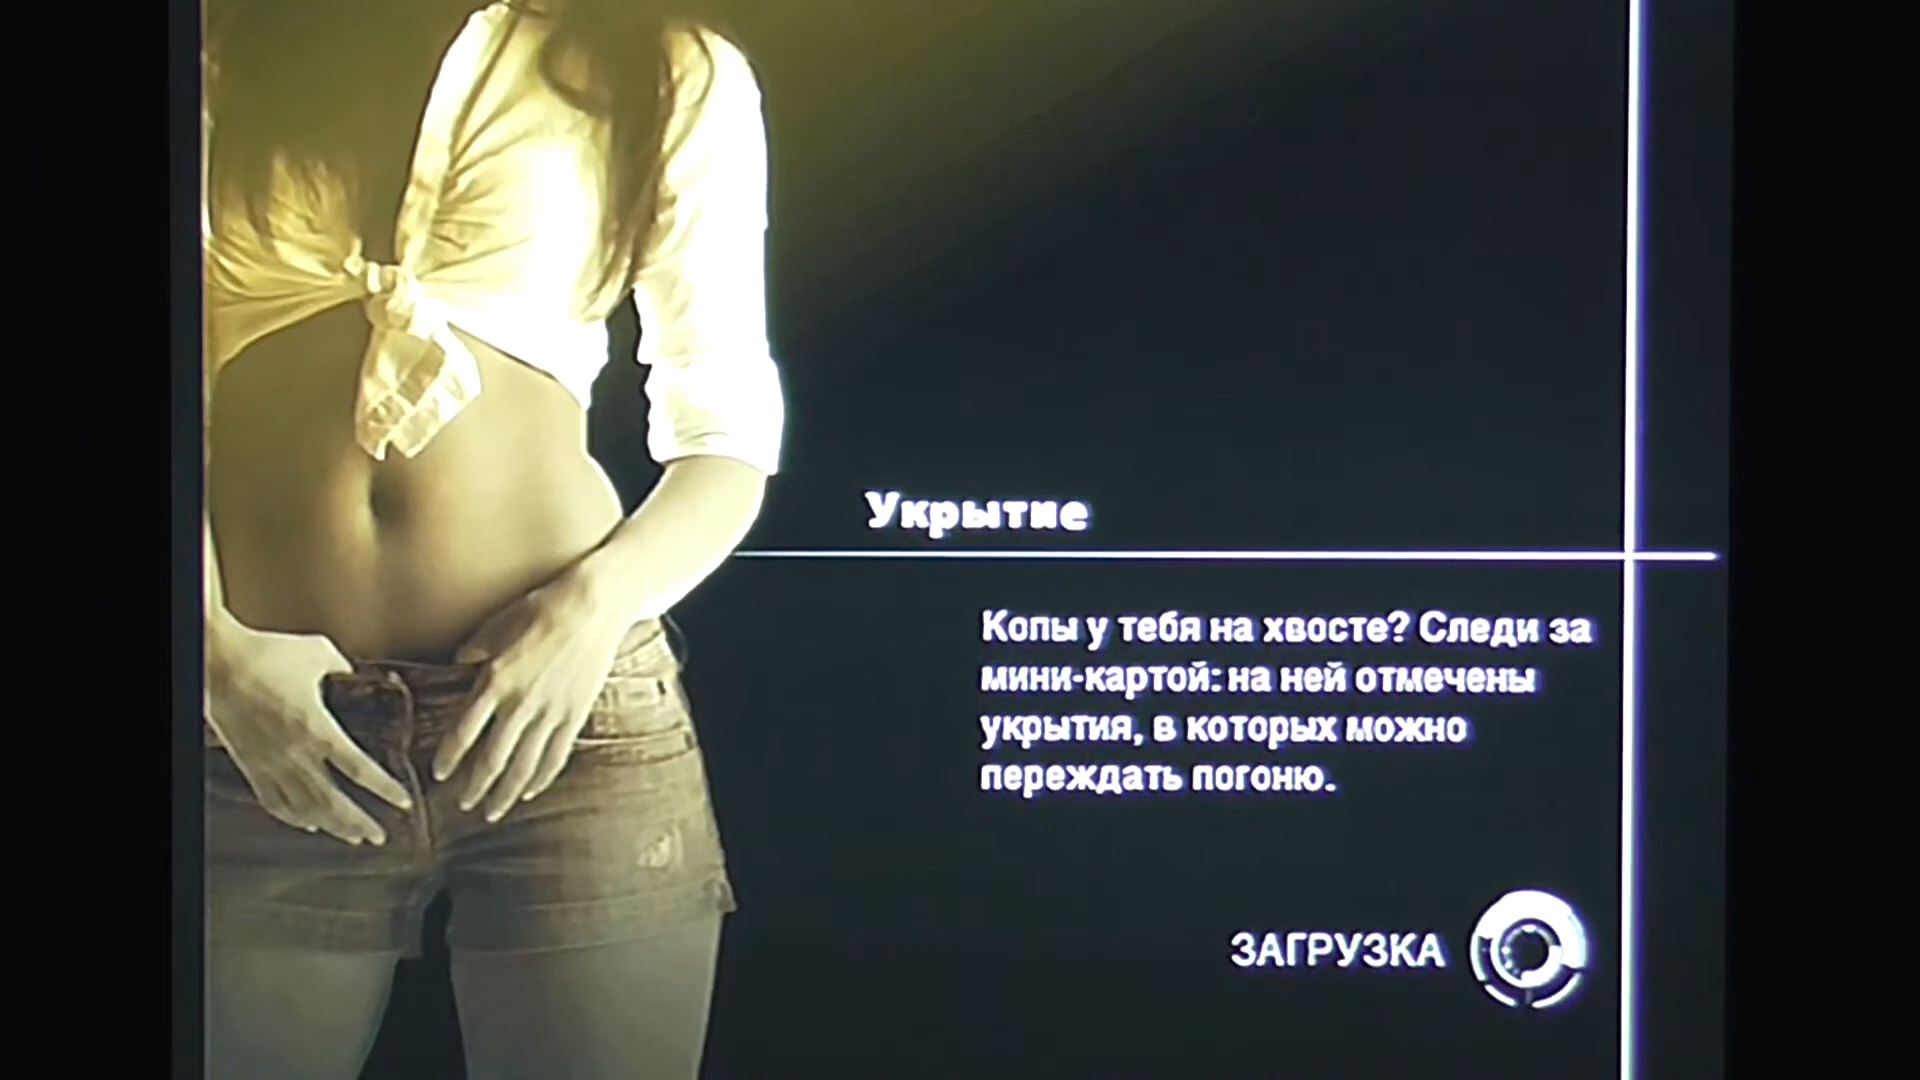 Укрытие
Копы у тебя на хвосте? Следи за
мини-картой: на ней отмечены
укрытия, в которых можно
переждать погоню.
ЗАГРУЗКА